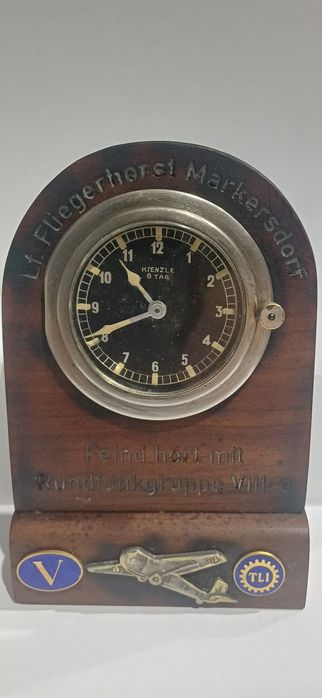 Lt. Fliegerhorst Markersdorf
12
11
1
10
2
KIENZLE
8 TAG
9
3
8
4
7
5
6
Feind hört mit
Rundfunkgruppe VIII-e
V
TLI